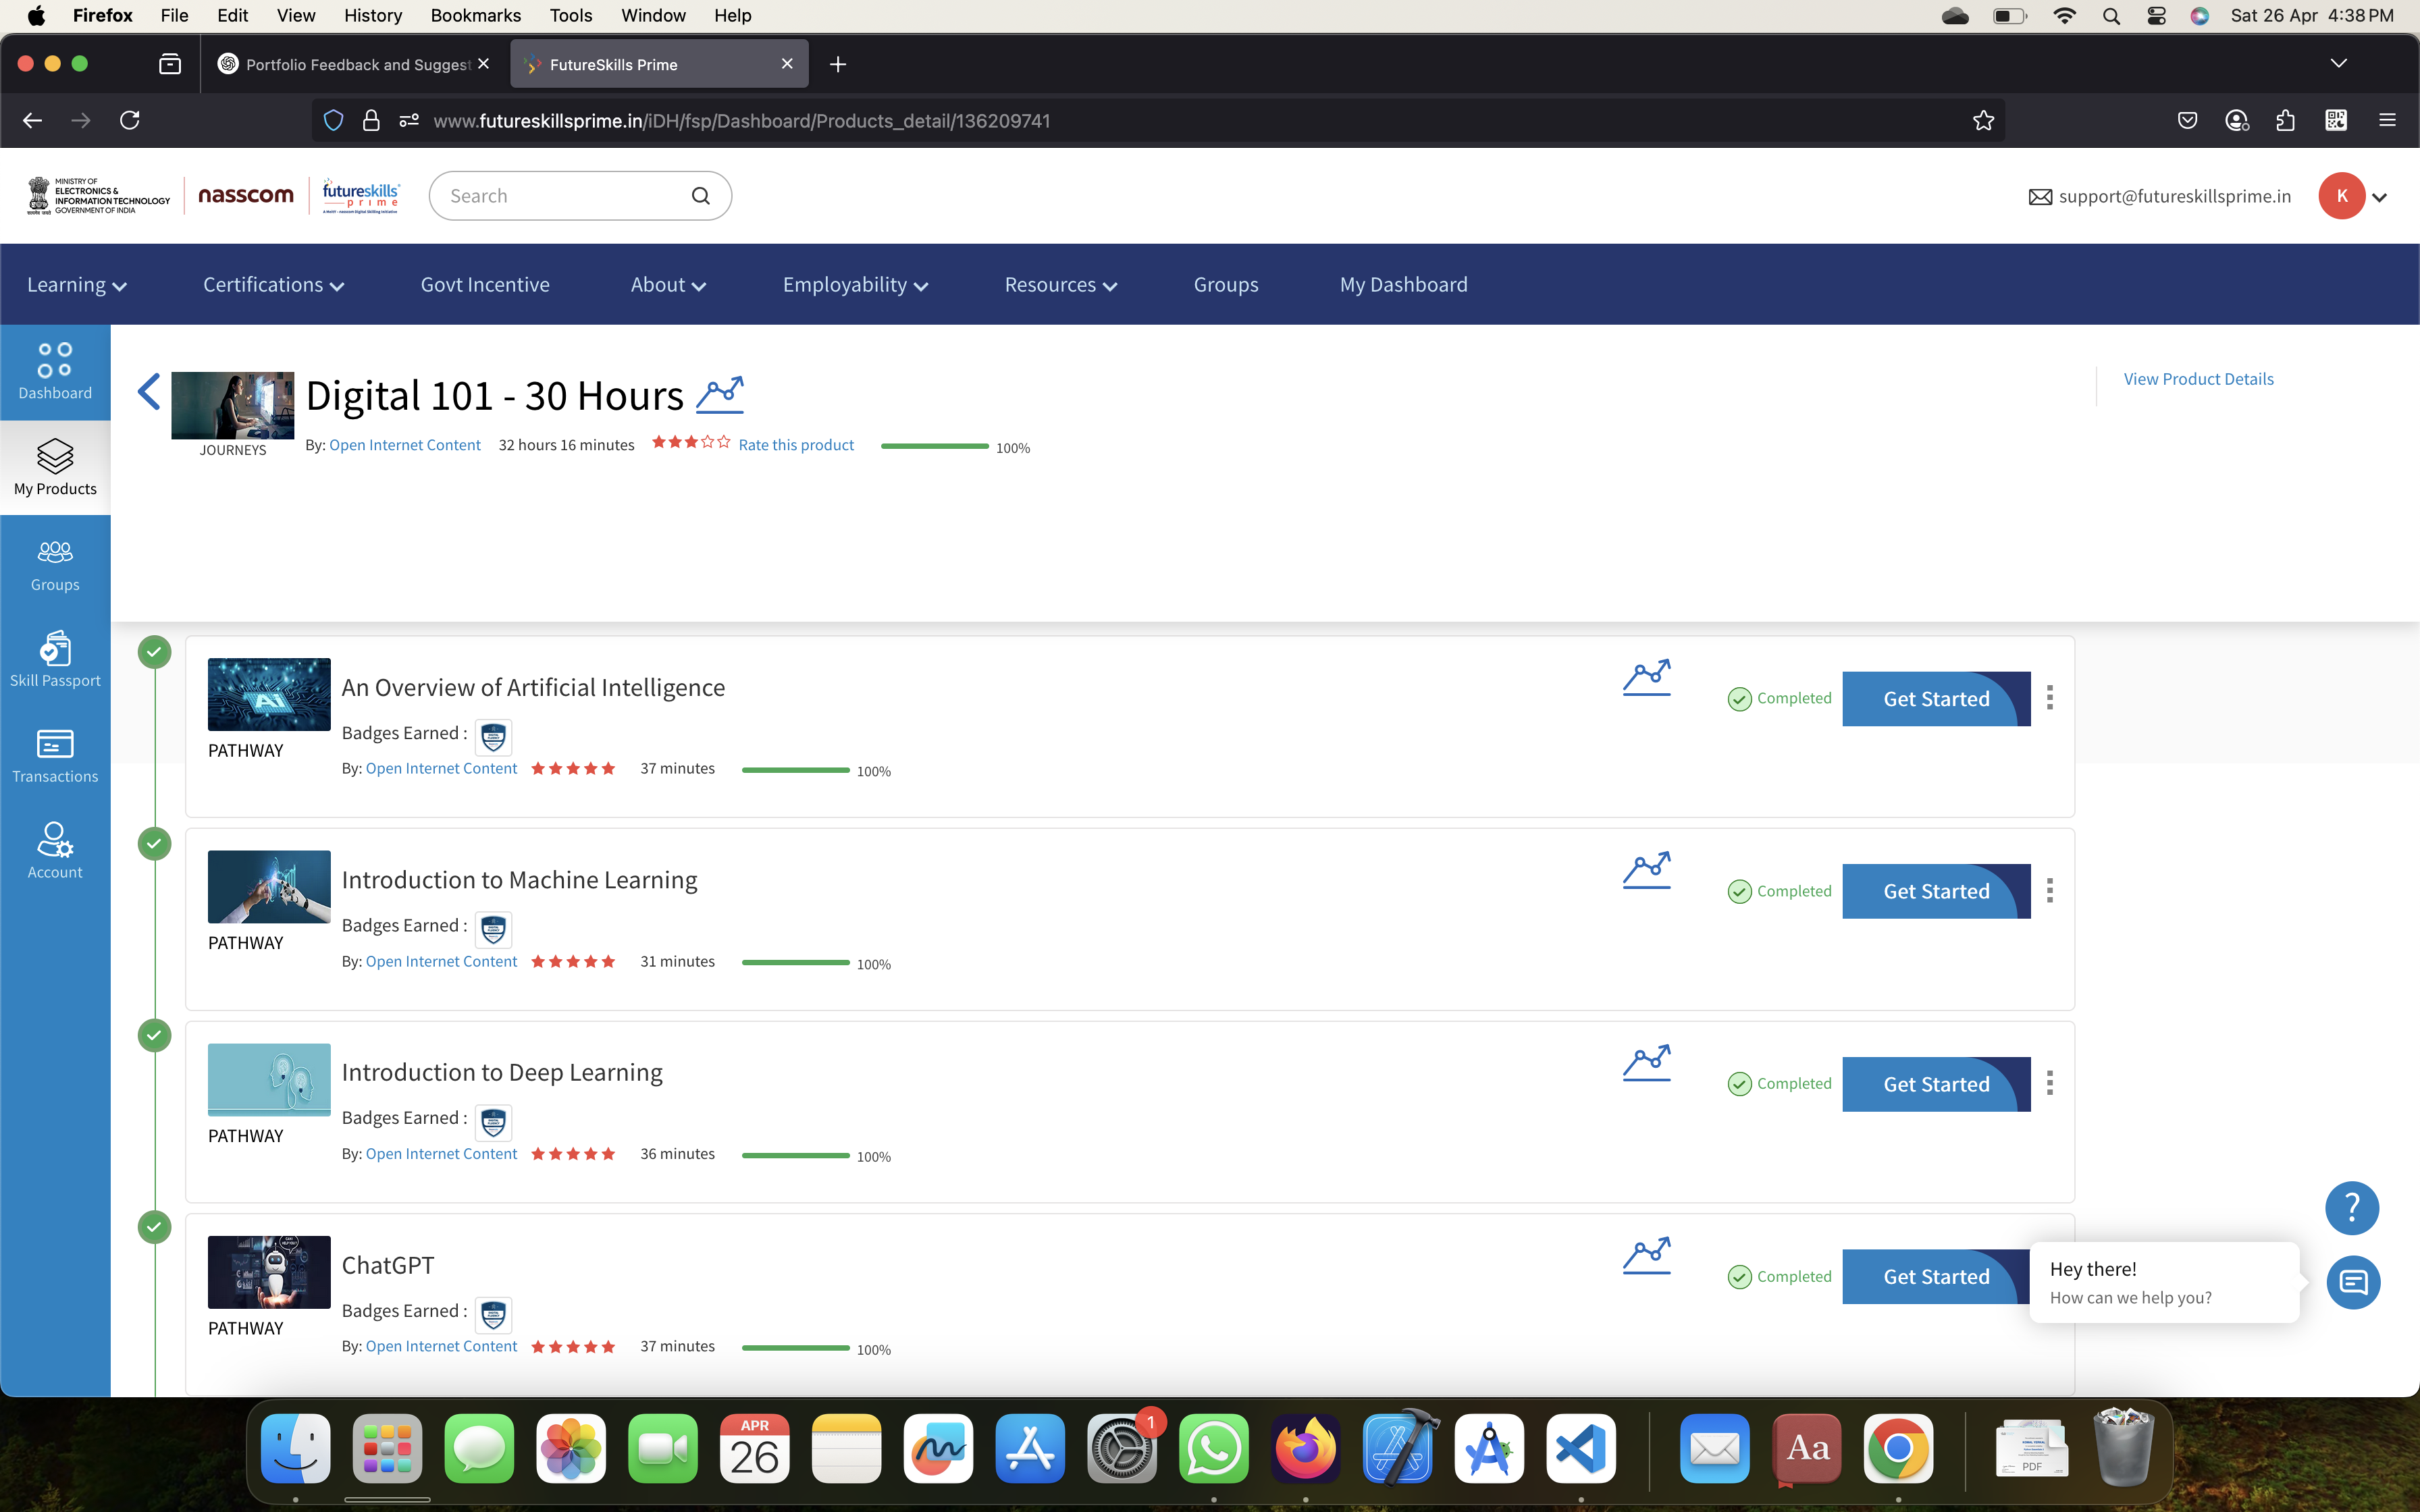 Firefox File Edit View History Bookmarks Tools Window Help Sat 26 Apr 4:38 PM
Portfolio Feedback and Suggest FutureSkills Prime
www.futureskillsprime.in/iDH/fsp/Dashboard/Products_detail/136209741
MINISTRY OF
ELECTRONICS &
INFORMATION TECHNOLOGY
GOVERNMENT OF INDIA
nasscom
futureskills
prime
Search
support@futureskillsprime.in
K
Learning Certifications Govt Incentive About Employability Resources Groups My Dashboard
Dashboard
My Products
Groups
Skill Passport
Transactions
Account
Digital 101 - 30 Hours
View Product Details
JOURNEYS
By: Open Internet Content 32 hours 16 minutes Rate this product 100%
An Overview of Artificial Intelligence
Ai
Badges Earned :
PATHWAY
By: Open Internet Content 37 minutes 100%
Completed Get Started
Introduction to Machine Learning
Badges Earned :
PATHWAY
By: Open Internet Content 31 minutes 100%
Completed Get Started
Introduction to Deep Learning
Badges Earned :
PATHWAY
By: Open Internet Content 36 minutes 100%
Completed Get Started
ChatGPT
Badges Earned :
PATHWAY
By: Open Internet Content 37 minutes 100%
Completed Get Started
?
Hey there!
How can we help you?
APR
26
1
Aa
PDF